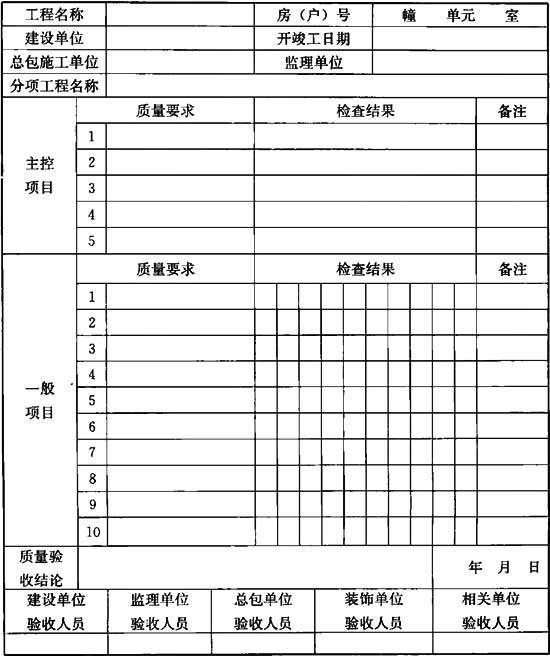 工程名称 房（户）号 幢 单元 室
建设单位 开竣工日期
总包施工单位 监理单位
分项工程名称
质量要求 检查结果 备注
主控
项目
1
2
3
4
5
质量要求 检查结果 备注
一般
项目
1
2
3
4
5
6
7
8
9
10
质量验
收结论
年 月 日
建设单位 监理单位 总包单位 装饰单位 相关单位
验收人员 验收人员 验收人员 验收人员 验收人员